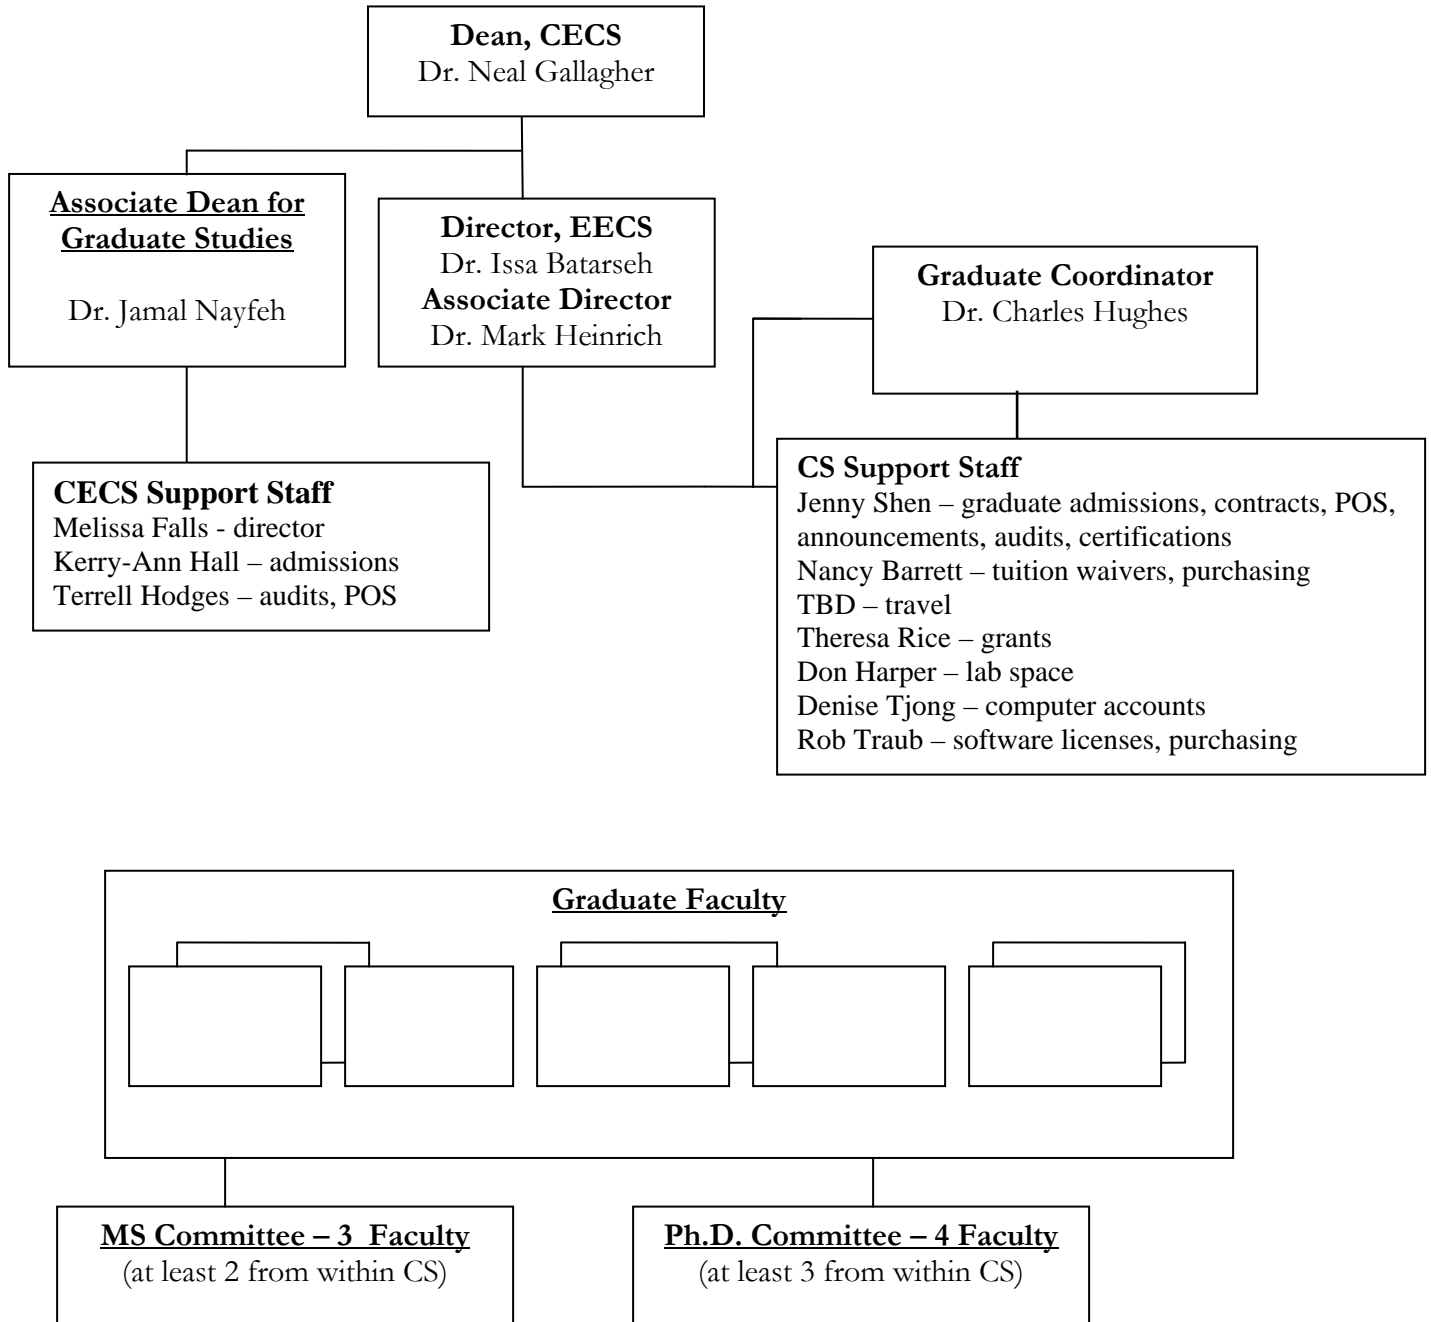 Dean, CECS
Dr. Neal Gallagher
Associate Dean for
Graduate Studies
Dr. Jamal Nayfeh
Director, EECS
Dr. Issa Batarseh
Associate Director
Dr. Mark Heinrich
Graduate Coordinator
Dr. Charles Hughes
CECS Support Staff
Melissa Falls - director
Kerry-Ann Hall – admissions
Terrell Hodges – audits, POS
CS Support Staff
Jenny Shen – graduate admissions, contracts, POS,
announcements, audits, certifications
Nancy Barrett – tuition waivers, purchasing
TBD – travel
Theresa Rice – grants
Don Harper – lab space
Denise Tjong – computer accounts
Rob Traub – software licenses, purchasing
Graduate Faculty
MS Committee – 3 Faculty
(at least 2 from within CS)
Ph.D. Committee – 4 Faculty
(at least 3 from within CS)